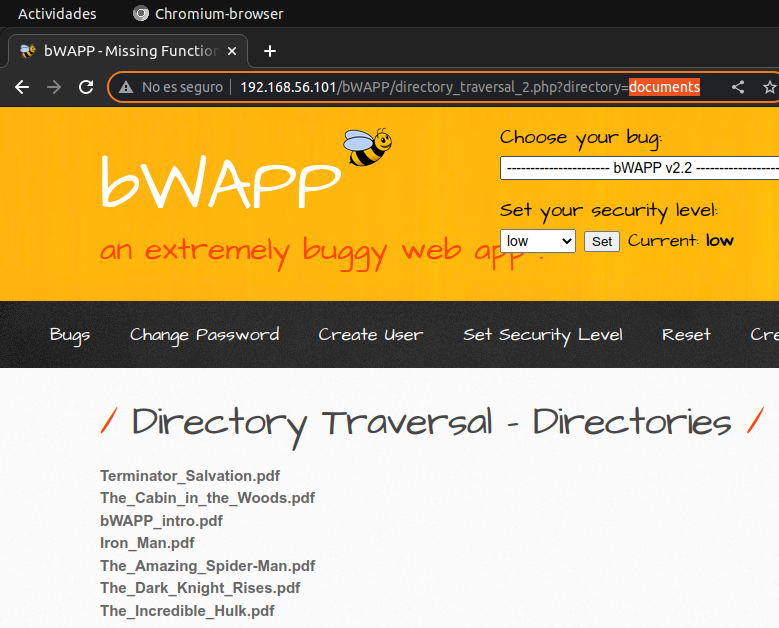 Actividades Chromium-browser
bWAPP - Missing Function
No es seguro 192.168.56.101/bWAPP/directory_traversal_2.php?directory=documents
bWAPP
Choose your bug:
---------------------- bWAPP v2.2 ----------------------
an extremely buggy web app !
Set your security level:
low Set Current: low
Bugs Change Password Create User Set Security Level Reset Cre
/ Directory Traversal - Directories /
Terminator_Salvation.pdf
The_Cabin_in_the_Woods.pdf
bWAPP_intro.pdf
Iron_Man.pdf
The_Amazing_Spider-Man.pdf
The_Dark_Knight_Rises.pdf
The_Incredible_Hulk.pdf